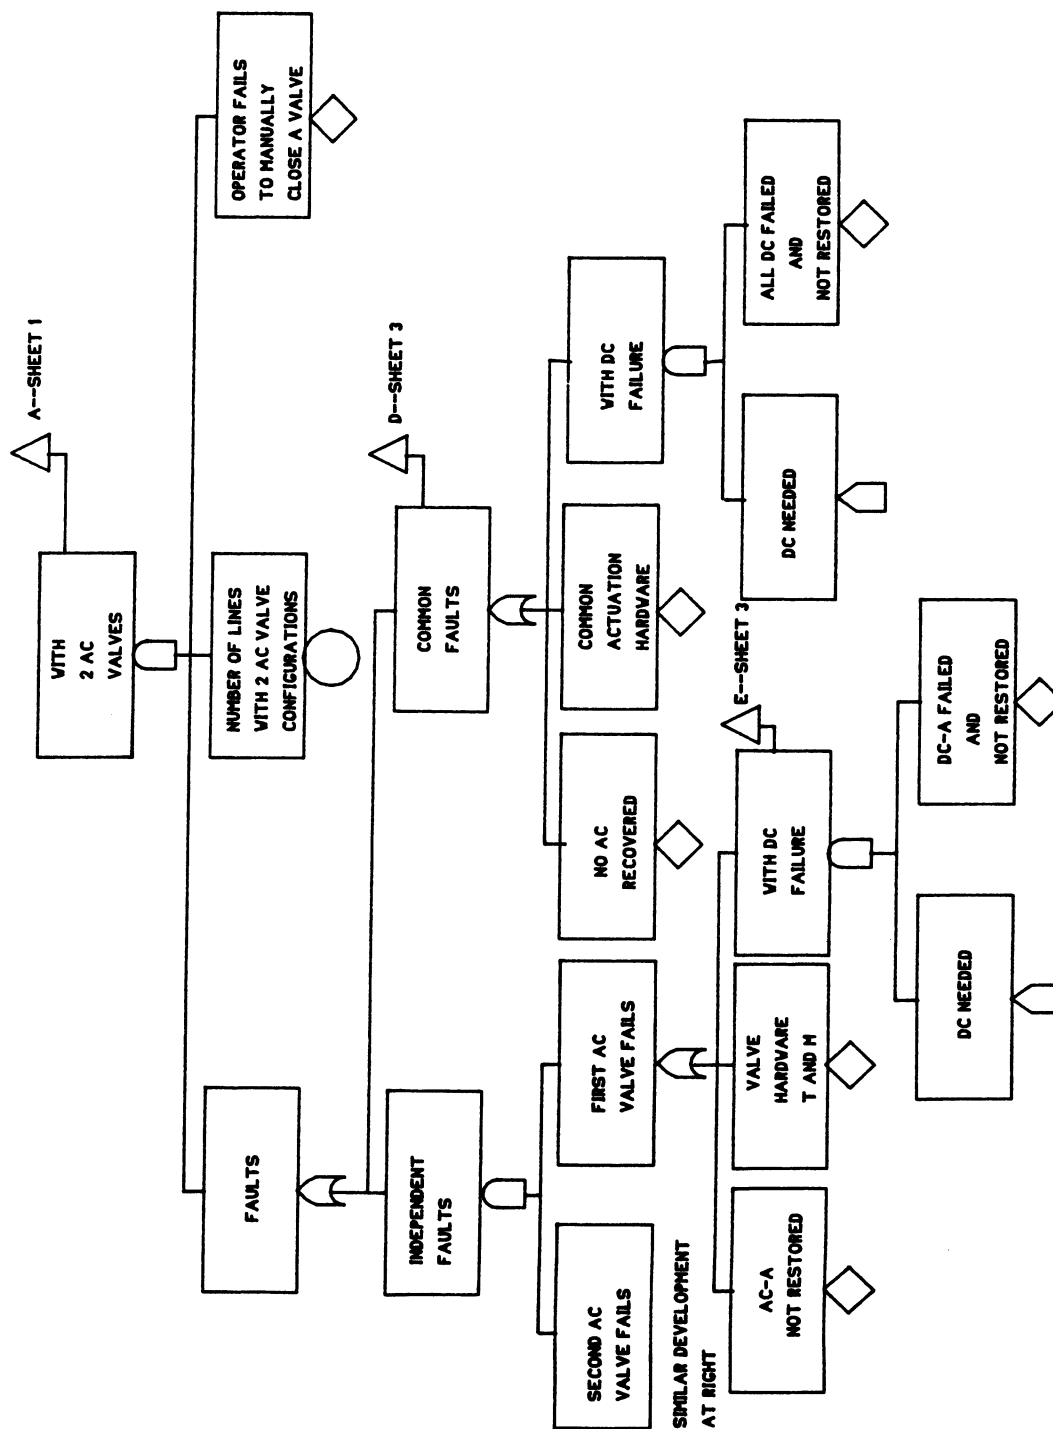 A--SHEET 1
WITH
2 AC
VALVES
FAULTS
NUMBER OF LINES
WITH 2 AC VALVE
CONFIGURATIONS
OPERATOR FAILS
TO MANUALLY
CLOSE A VALVE
D--SHEET 3
INDEPENDENT
FAULTS
COMMON
FAULTS
SECOND AC
VALVE FAILS
FIRST AC
VALVE FAILS
NO AC
RECOVERED
COMMON
ACTUATION
HARDWARE
WITH DC
FAILURE
SIMILAR DEVELOPMENT
AT RIGHT
E--SHEET 3
AC-A
NOT RESTORED
VALVE
HARDWARE
T AND M
WITH DC
FAILURE
DC NEEDED
ALL DC FAILED
AND
NOT RESTORED
DC NEEDED
DC-A FAILED
AND
NOT RESTORED